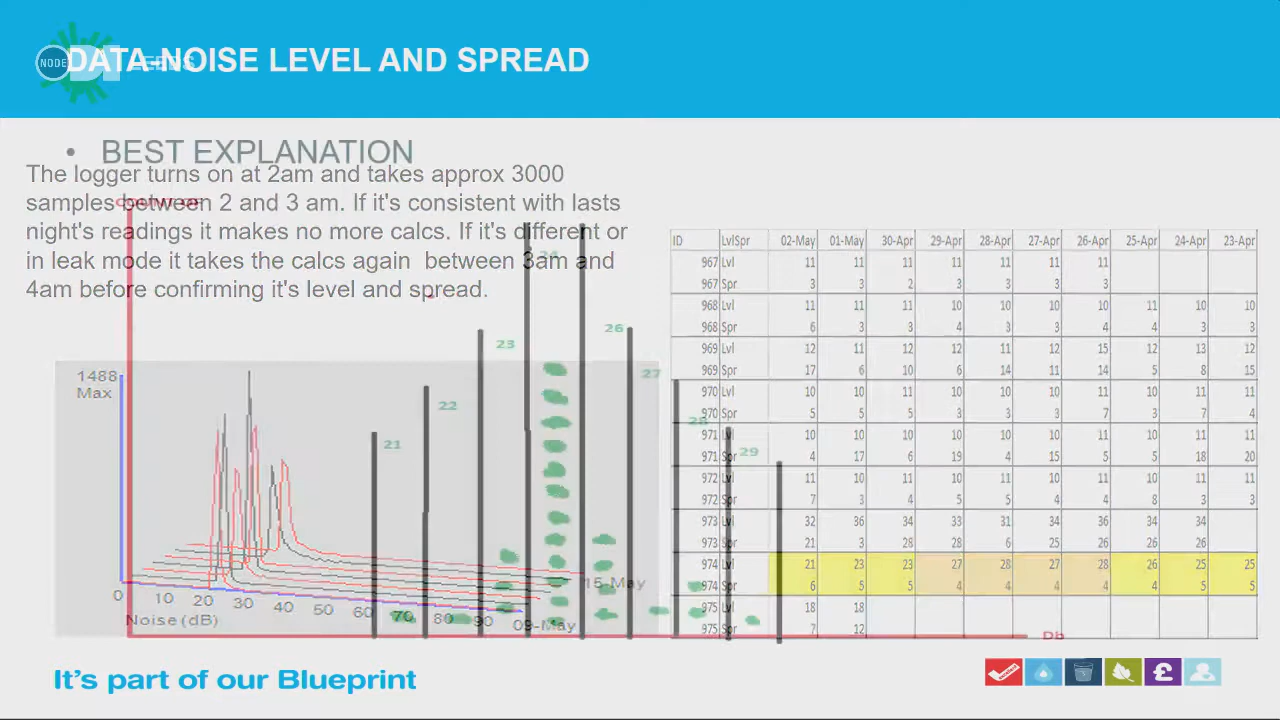 DATA-NOISE LEVEL AND SPREAD
NODE
LEEDS
• BEST EXPLANATION
The logger turns on at 2am and takes approx 3000
samples between 2 and 3 am. If it's consistent with lasts
night's readings it makes no more calcs. If it's different or
in leak mode it takes the calcs again between 3am and
4am before confirming it's level and spread.
24
23
26
27
22
28
21
29
1488
Max
15-May
0 10 20 30 40 50 60 70 80 90 09-May
Noise (dB)
Db
ID LvlSpr 02-May 01-May 30-Apr 29-Apr 28-Apr 27-Apr 26-Apr 25-Apr 24-Apr 23-Apr
967 Lvl 11 11 11 11 11 11 11
967 Spr 3 3 2 3 3 3 3
968 Lvl 11 11 11 10 10 10 10 11 10 10
968 Spr 6 3 3 4 3 3 4 4 3 3
969 Lvl 12 11 12 12 11 12 15 12 13 12
969 Spr 17 6 10 6 14 11 14 5 8 15
970 Lvl 10 10 11 10 10 10 11 10 11 11
970 Spr 5 5 5 3 3 3 7 3 7 4
971 Lvl 10 10 10 10 10 10 11 10 11 11
971 Spr 4 17 6 19 4 15 5 5 18 20
972 Lvl 11 10 11 10 10 11 11 10 11 11
972 Spr 7 3 4 5 5 4 4 8 3 3
973 Lvl 32 36 34 33 31 34 36 34 34
973 Spr 21 3 28 28 6 25 26 26 26
974 Lvl 21 23 23 27 28 27 28 26 25 25
974 Spr 6 5 5 4 4 4 4 4 5 5
975 Lvl 18 18
975 Spr 7 12
It's part of our Blueprint
£